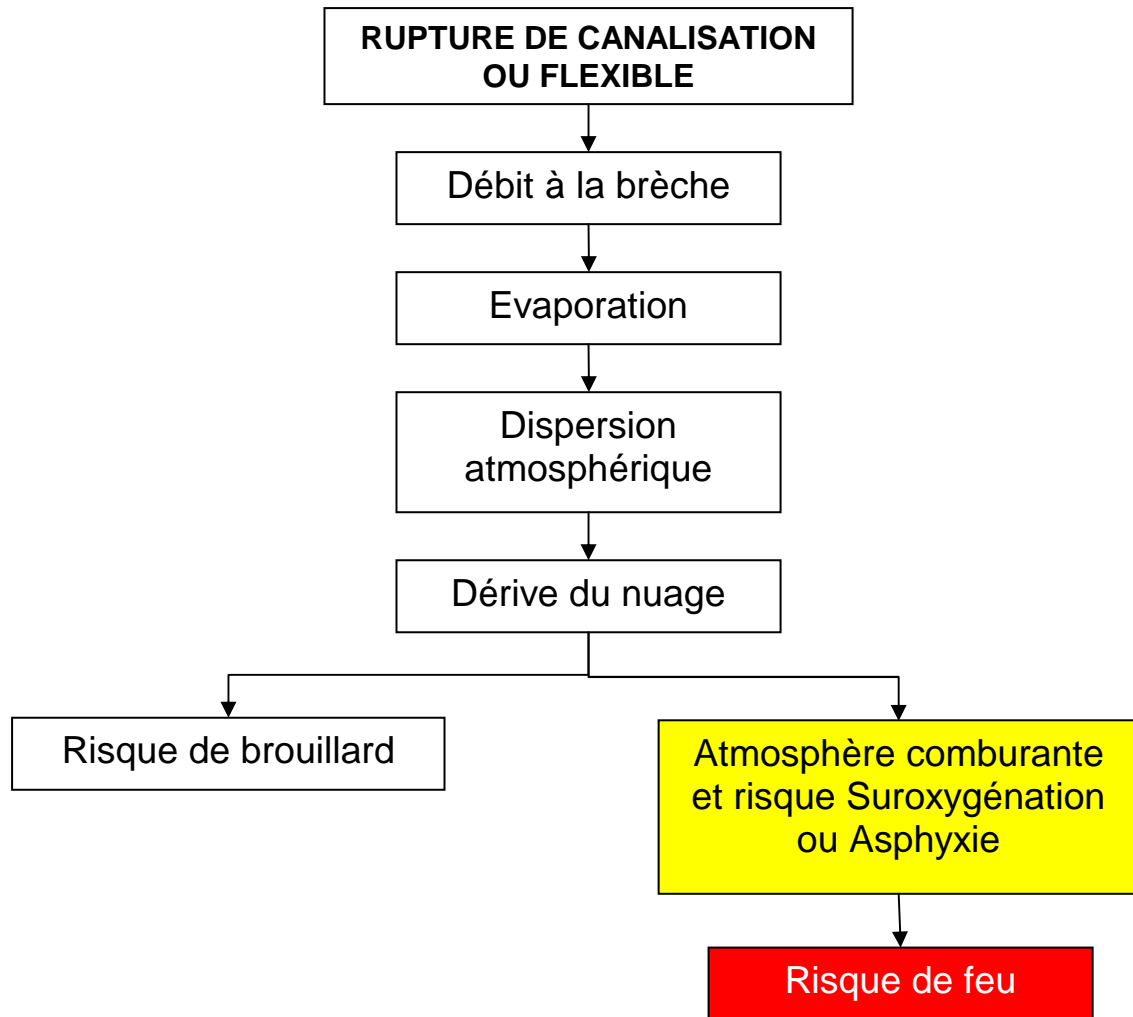 RUPTURE DE CANALISATION
OU FLEXIBLE
Débit à la brèche
Evaporation
Dispersion
atmosphérique
Dérive du nuage
Risque de brouillard
Atmosphère comburante
et risque Suroxygénation
ou Asphyxie
Risque de feu